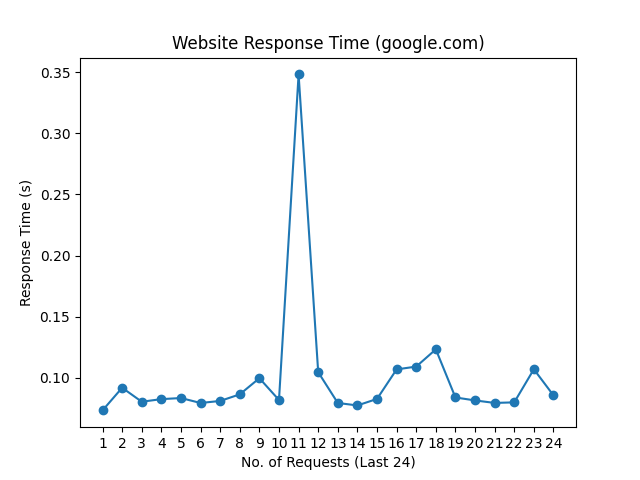 Website Response Time (google.com)
0.35
0.30
0.25
0.20
0.15
0.10
Response Time (s)
1 2 3 4 5 6 7 8 9 10 11 12 13 14 15 16 17 18 19 20 21 22 23 24
No. of Requests (Last 24)